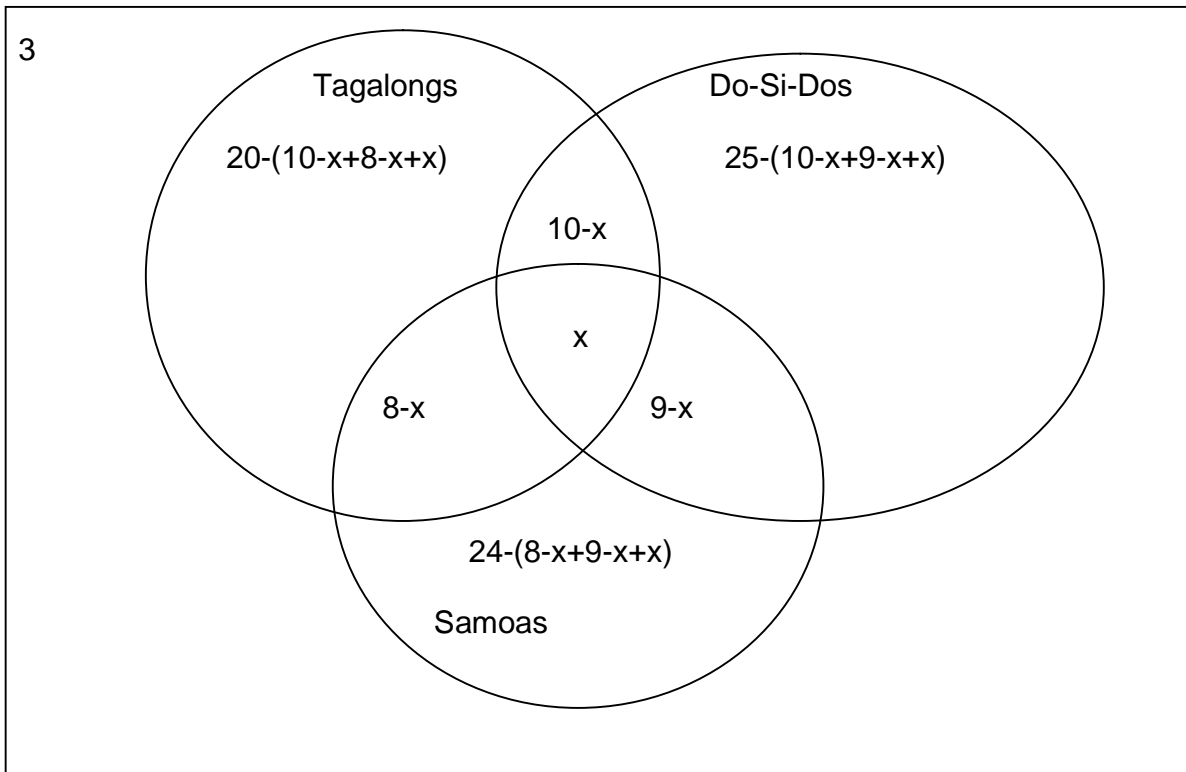 3
Tagalongs
Do-Si-Dos
20-(10-x+8-x+x)
25-(10-x+9-x+x)
10-x
x
8-x
9-x
24-(8-x+9-x+x)
Samoas